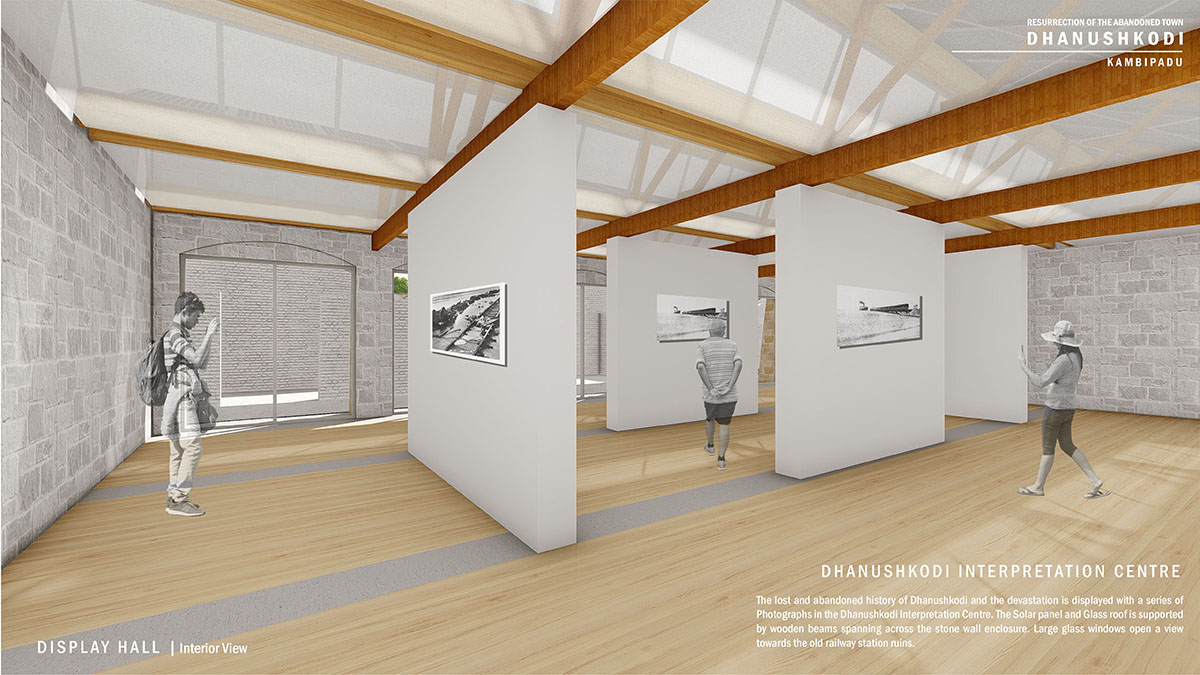 RESURRECTION OF THE ABANDONED TOWN
DHANUSHKODI
KAMBIPADU
DHANUSHKODI INTERPRETATION CENTRE
The lost and abandoned history of Dhanushkodi and the devastation is displayed with a series of
Photographs in the Dhanushkodi Interpretation Centre. The Solar panel and Glass roof is supported
by wooden beams spanning across the stone wall enclosure. Large glass windows open a view
towards the old railway station ruins.
DISPLAY HALL | Interior View